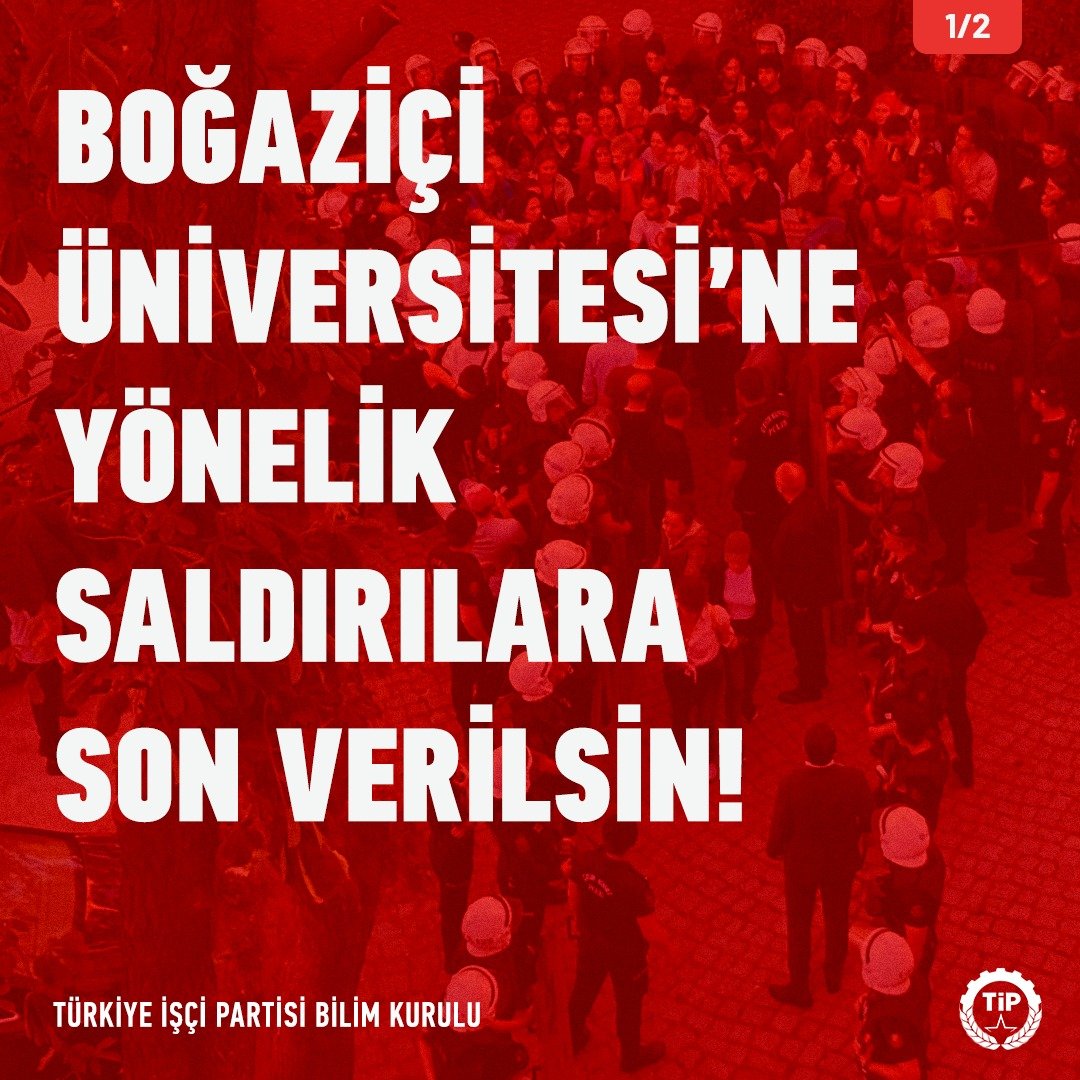 1/2
BOĞAZİÇİ
ÜNİVERSİTESİ’NE
YÖNELİK
SALDIRILARA
SON VERİLSİN!
TÜRKİYE İŞÇİ PARTİSİ BİLİM KURULU
TİP